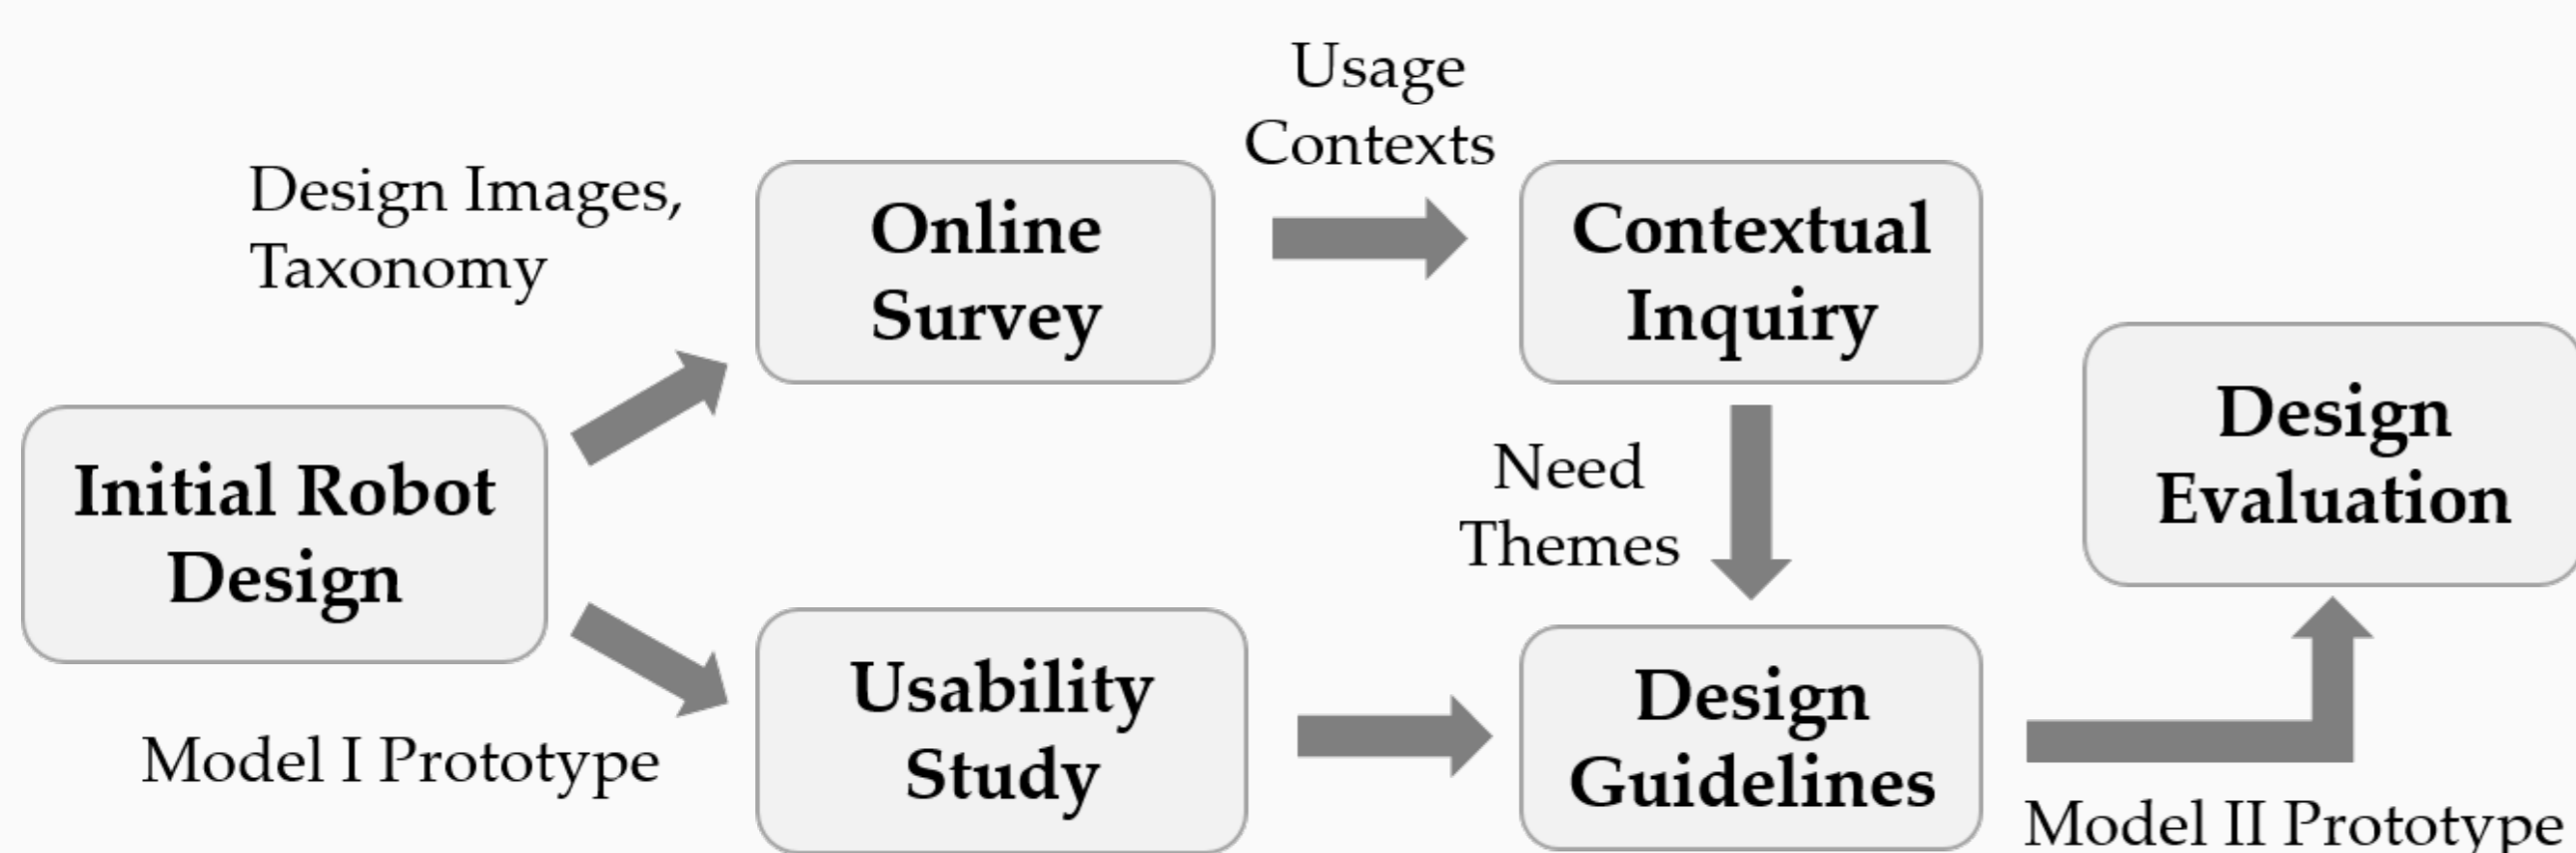 Usage
Contexts
Design Images,
Taxonomy
Online
Survey
Contextual
Inquiry
Initial Robot
Design
Need
Themes
Design
Evaluation
Model I Prototype
Usability
Study
Design
Guidelines
Model II Prototype